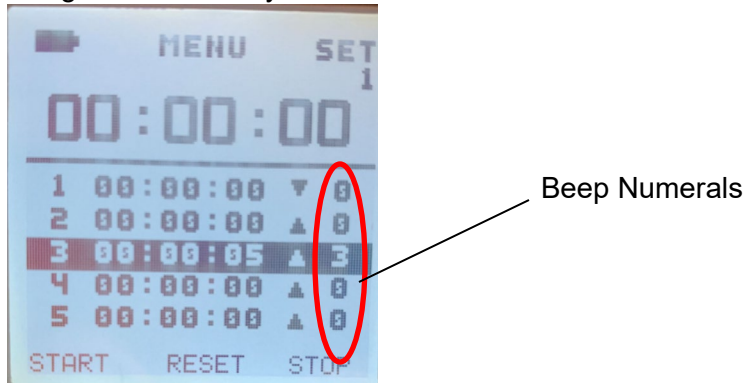 MENU SET
1
00:00:00
1 00:00:00 ▼ 0
2 00:00:00 ▲ 0
3 00:00:05 ▲ 3
4 00:00:00 ▲ 0
5 00:00:00 ▲ 0
START RESET STOP
Beep Numerals